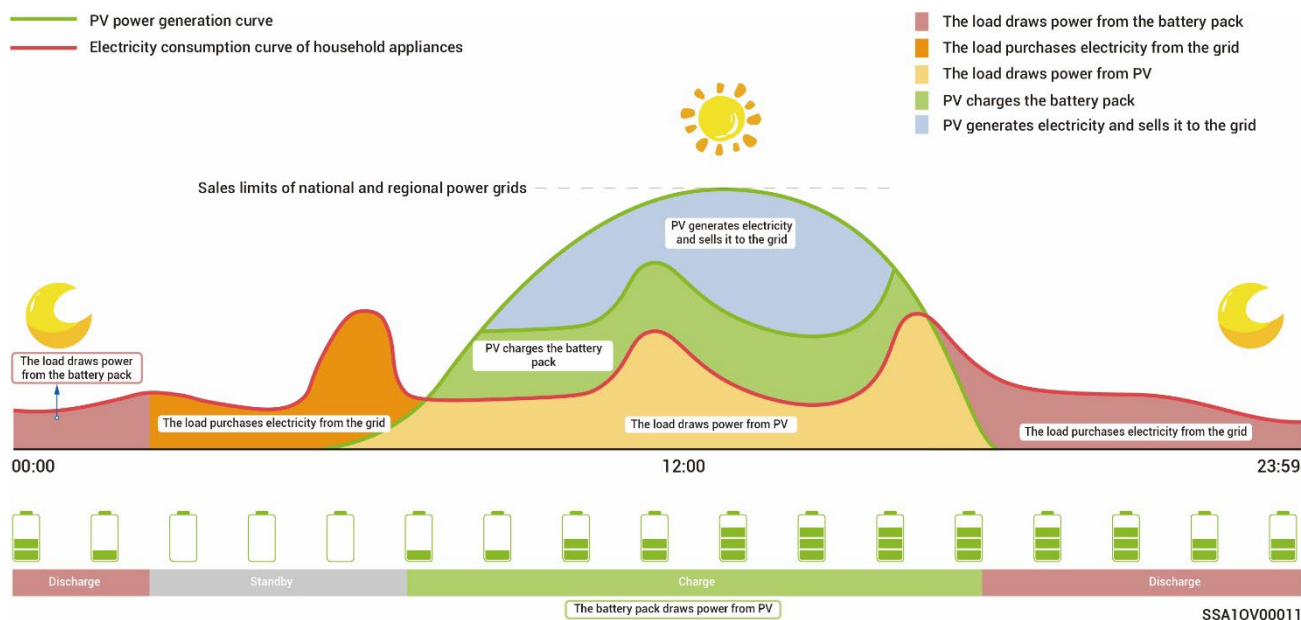 PV power generation curve
Electricity consumption curve of household appliances
The load draws power from the battery pack
The load purchases electricity from the grid
The load draws power from PV
PV charges the battery pack
PV generates electricity and sells it to the grid
Sales limits of national and regional power grids
PV generates electricity
and sells it to the grid
PV charges the battery
pack
The load draws power
from the battery pack
The load purchases electricity from the grid
The load draws power from PV
The load purchases electricity from the grid
00:00
12:00
23:59
Discharge
Standby
Charge
Discharge
The battery pack draws power from PV
SSA1OV00011